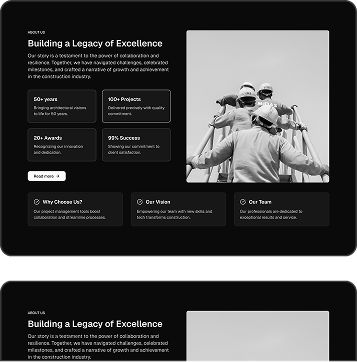 ABOUT US
Building a Legacy of Excellence
Our story is a testament to the power of collaboration and
resilience. Together, we have navigated challenges, celebrated
milestones, and crafted a narrative of growth and achievement
in the construction industry.
50+ years
Bringing architectural visions
to life for 50 years.
100+ Projects
Delivered precisely with quality
commitment.
20+ Awards
Recognizing our innovation
and dedication.
99% Success
Showing our commitment to
client satisfaction.
Read more →
Why Choose Us?
Our project management tools boost
collaboration and streamline processes.
Our Vision
Empowering our team with new skills and
tech transforms construction.
Our Team
Our professionals are dedicated to
exceptional results and service.
ABOUT US
Building a Legacy of Excellence
Our story is a testament to the power of collaboration and
resilience. Together, we have navigated challenges, celebrated
milestones, and crafted a narrative of growth and achievement
in the construction industry.